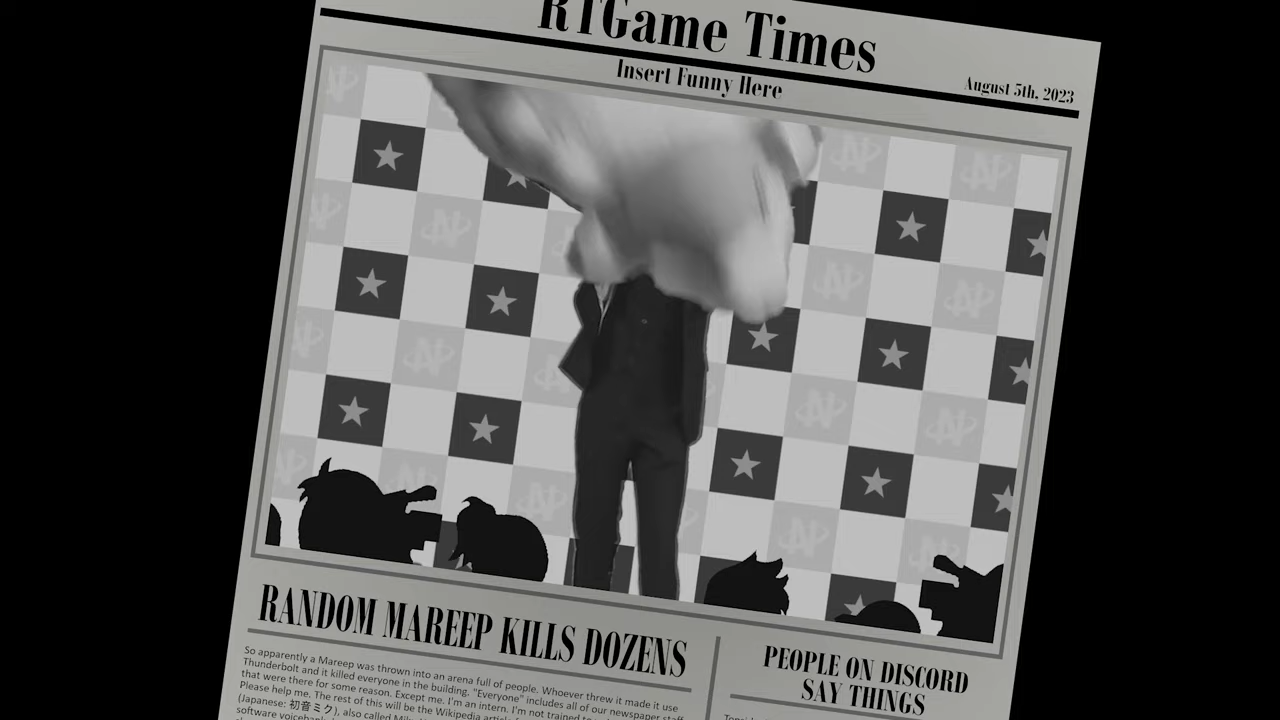 RTGame Times
Insert Funny Here
August 5th, 2023
RANDOM MAREEP KILLS DOZENS
So apparently a Mareep was thrown into an arena full of people. Whoever threw it made it use
Thunderbolt and it killed everyone in the building. "Everyone" includes all of our newspaper staff
that were there for some reason. Except me. I'm an intern. I'm not trained to
Please help me. The rest of this will be the Wikipedia
(Japanese: 初音ミク), also called
software
PEOPLE ON DISCORD
SAY THINGS